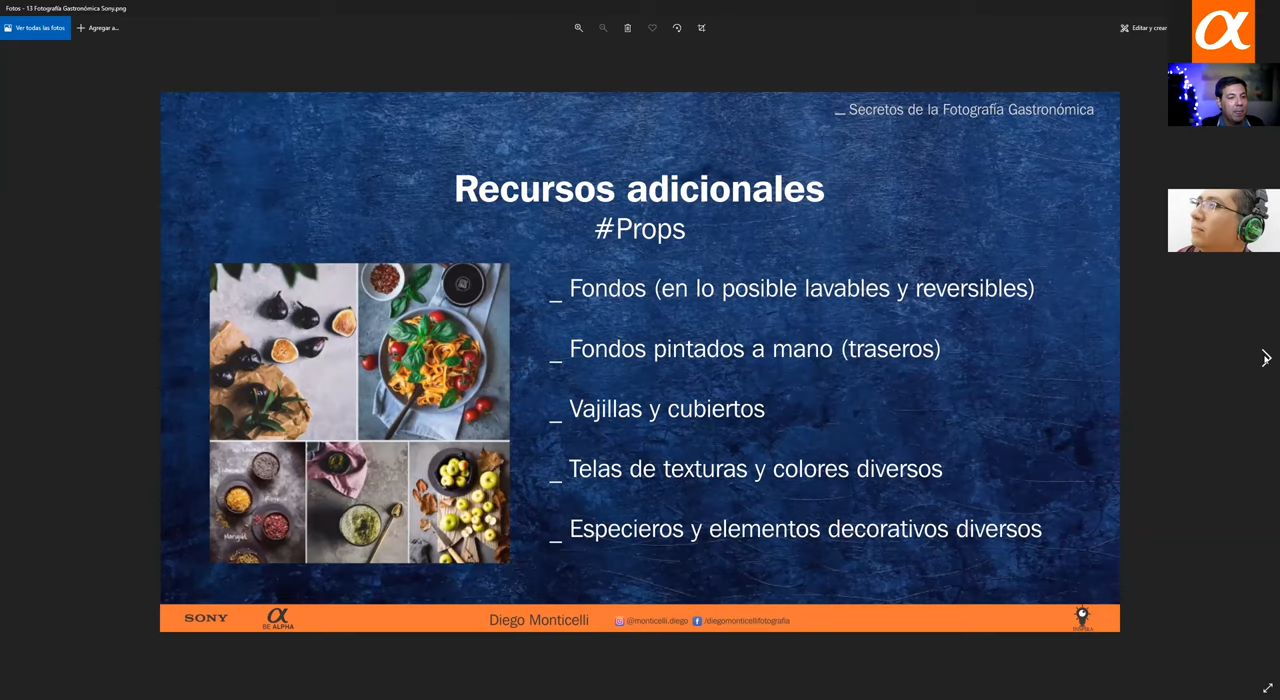 Fotos - 13 Fotografía Gastronómica Sony.png
Ver todas las fotos
Agregar a...
Editar y crear
α
_ Secretos de la Fotografía Gastronómica
Recursos adicionales
#Props
_ Fondos (en lo posible lavables y reversibles)
_ Fondos pintados a mano (traseros)
_ Vajillas y cubiertos
_ Telas de texturas y colores diversos
_ Especieros y elementos decorativos diversos
SONY
α
BE ALPHA
Diego Monticelli
@monticelli.diego
/diegomonticellifotografia